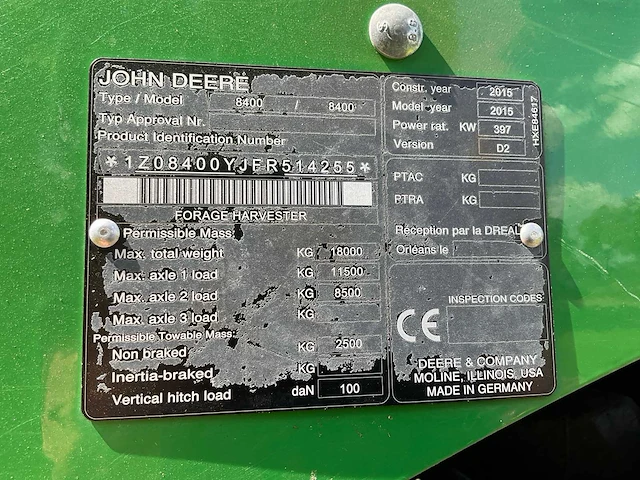 JOHN DEERE
Type / Model 8400 / 8400
Typ Approval Nr.
Product Identification Number
*1Z08400YJFR514255*
FORAGE HARVESTER
Permissible Mass:
Max. total weight KG 18000
Max. axle 1 load KG 11500
Max. axle 2 load KG 8500
Max. axle 3 load KG
Permissible Towable Mass:
Non braked KG 2500
Inertia-braked KG
Vertical hitch load daN 100
Constr. year 2015
Model year 2015
Power rat. KW 397
Version D2
HXE84617
PTAC KG
PTRA KG
Réception par la DREAL
Orléans le
INSPECTION CODES
CE
DEERE & COMPANY
MOLINE, ILLINOIS, USA
MADE IN GERMANY
8.8